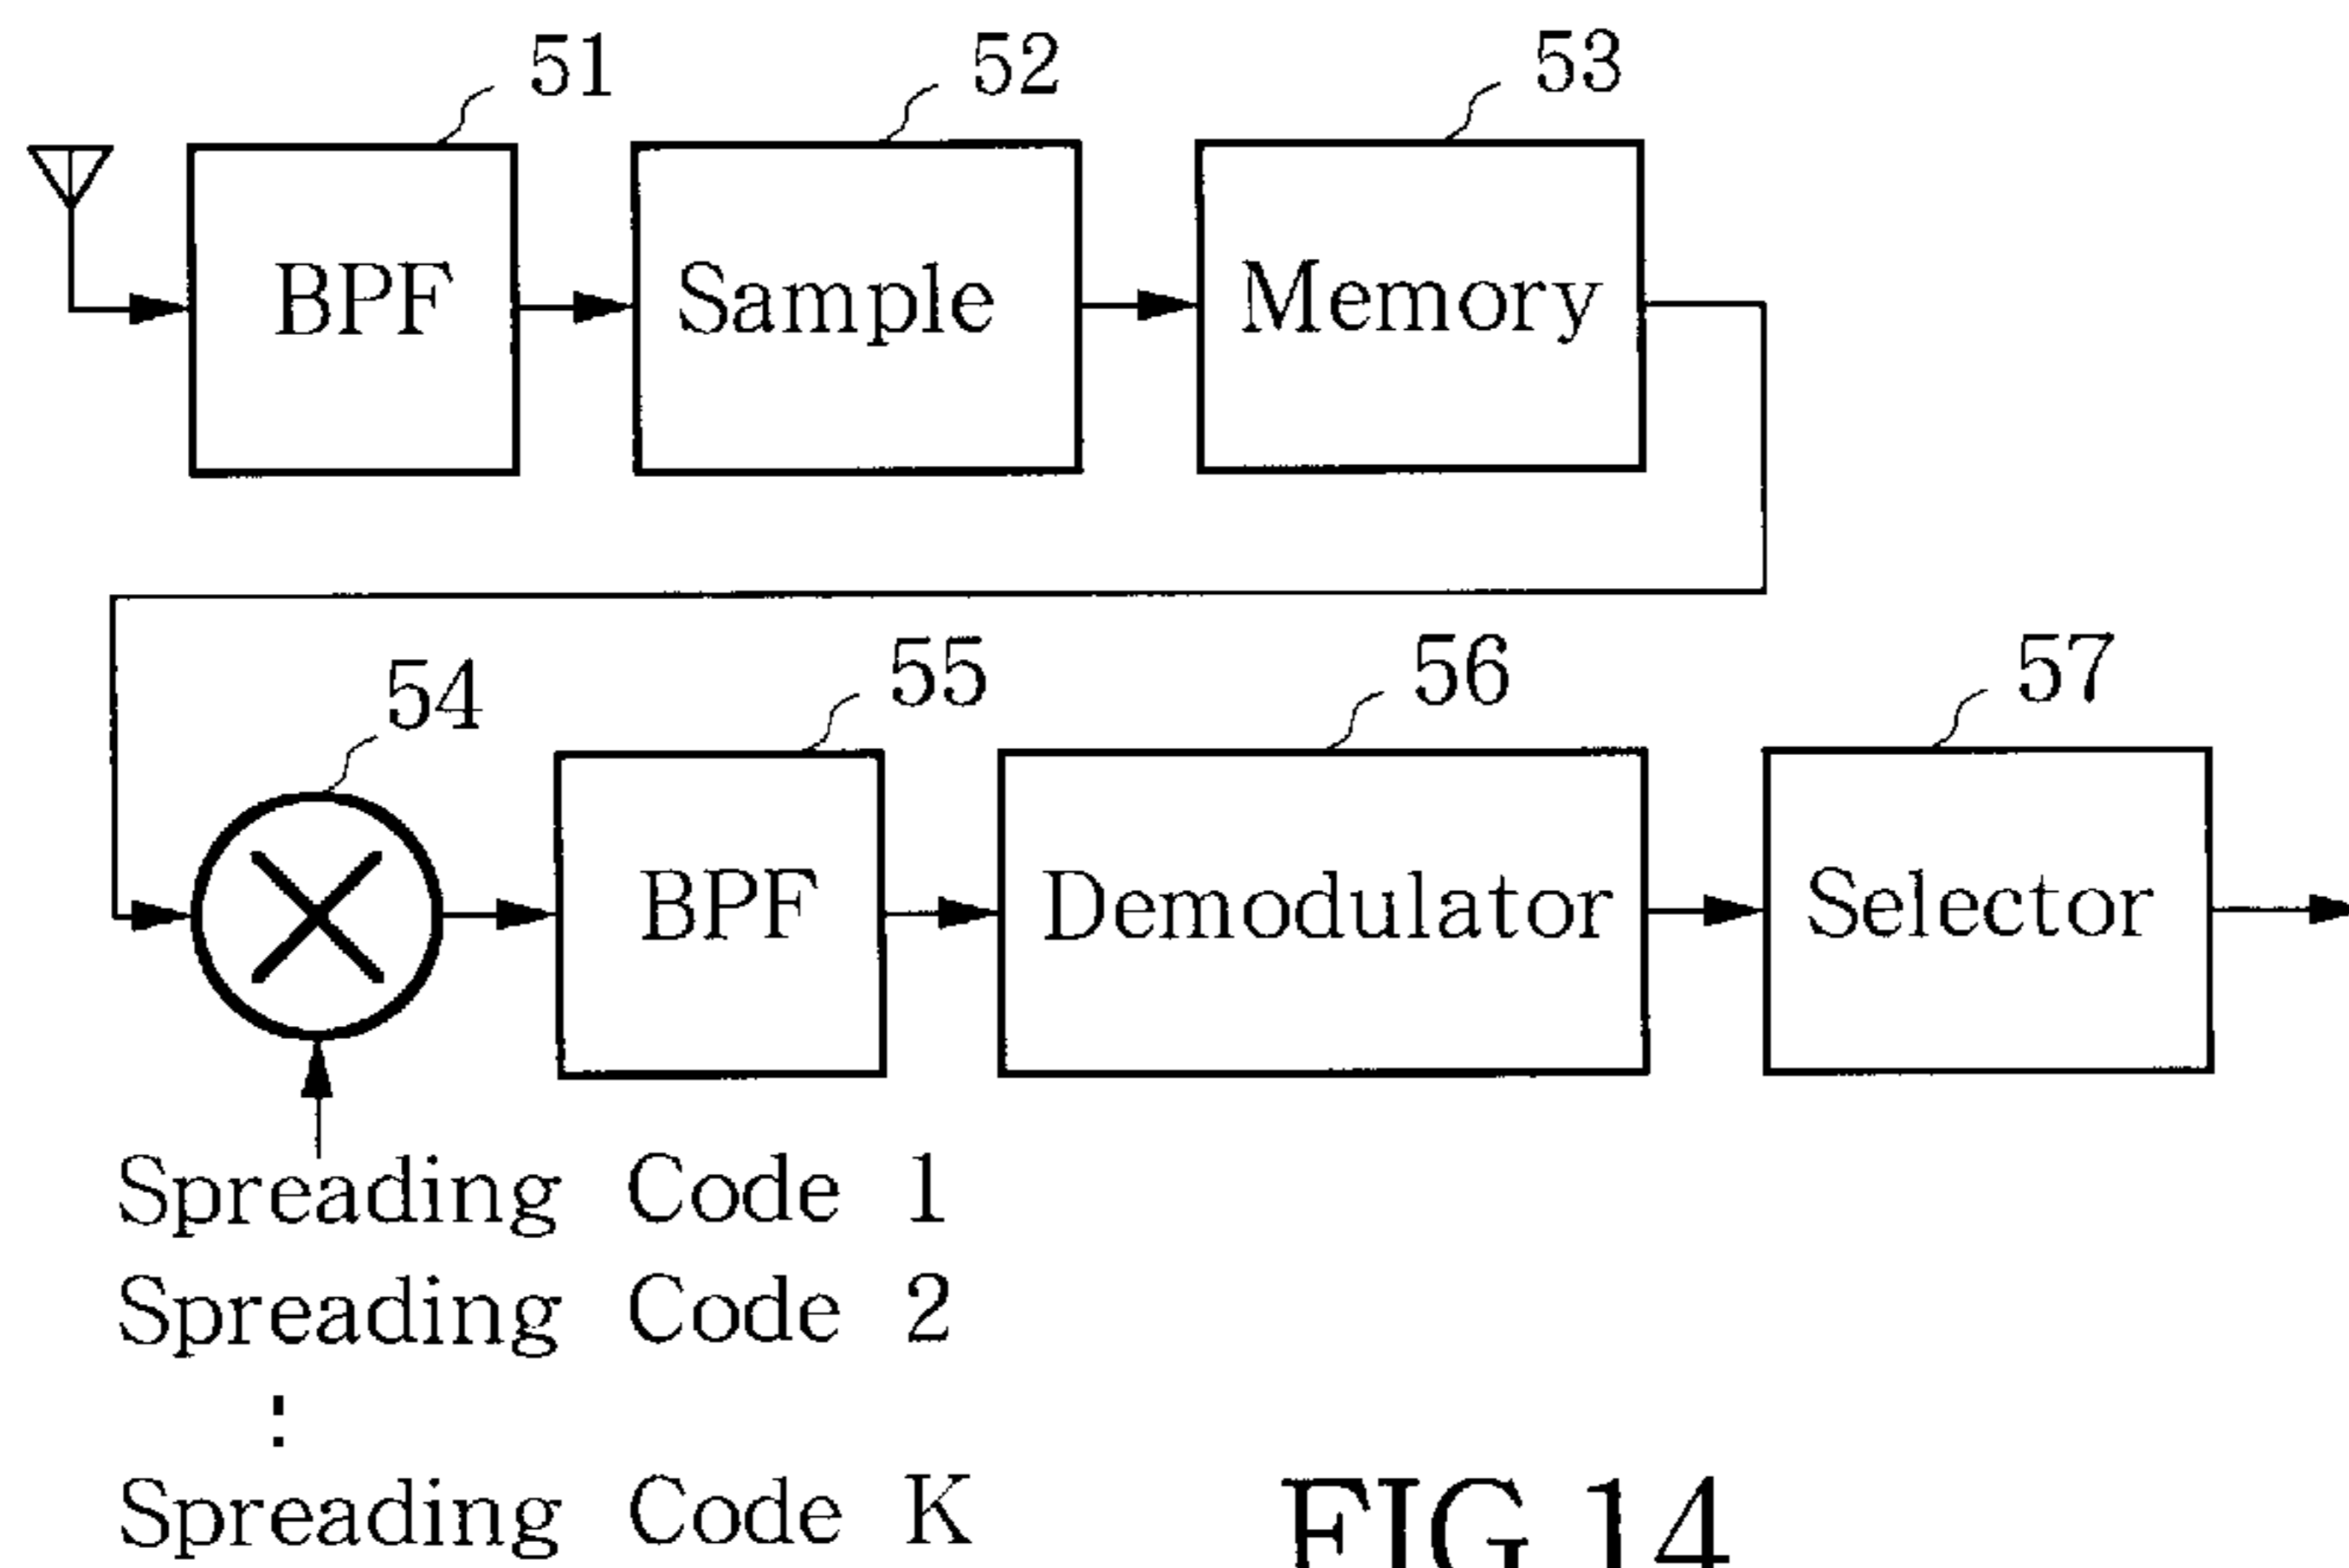 51 52 53
BPF Sample Memory
54 55 56 57
BPF Demodulator Selector
Spreading Code 1
Spreading Code 2
:
Spreading Code K
FIG.14